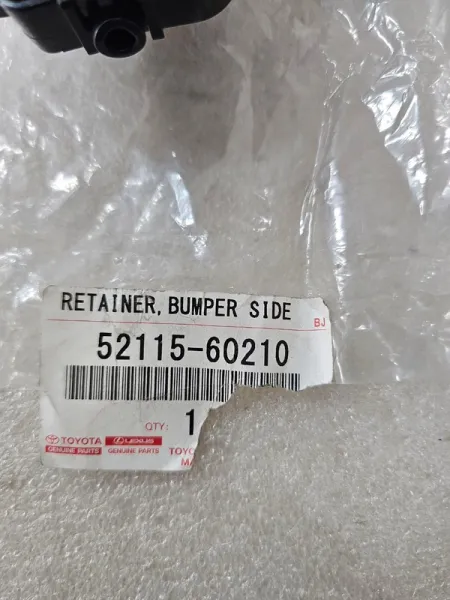 RETAINER, BUMPER SIDE
BJ
52115-60210
QTY: 1
TOYOTA LEXUS TOYO
GENUINE PARTS GENUINE PARTS MA